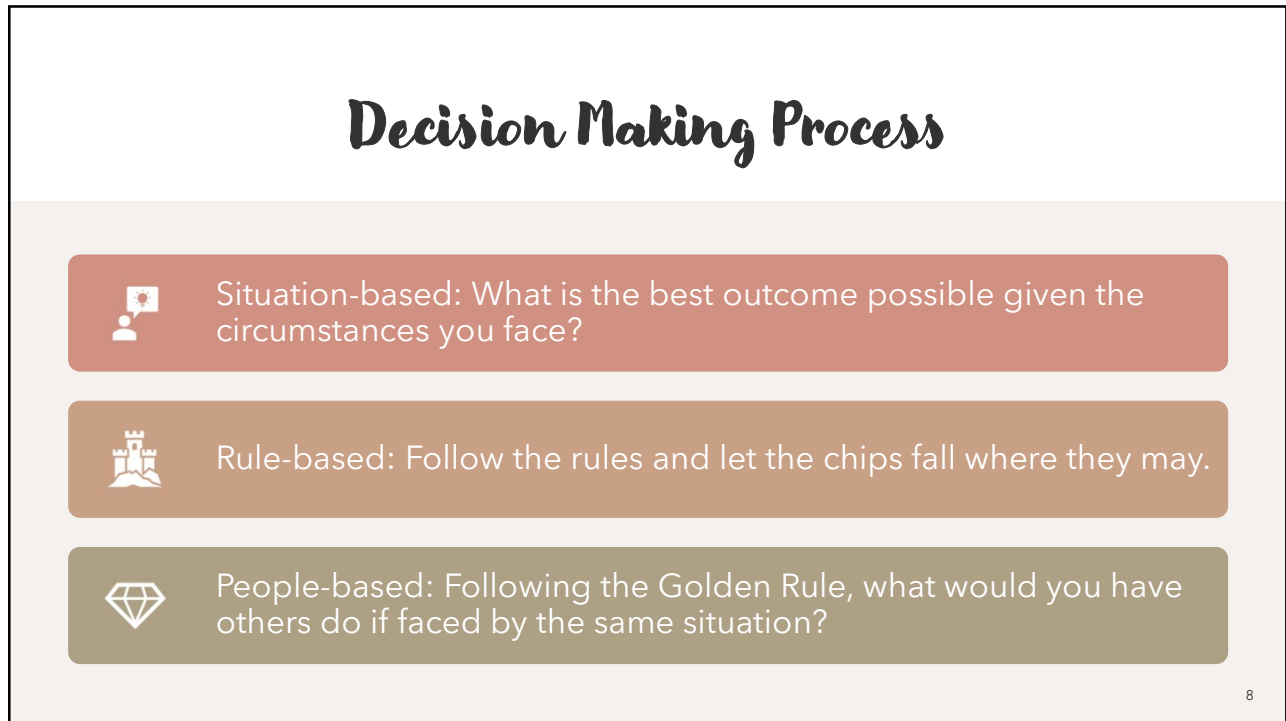 Decision Making Process
Situation-based: What is the best outcome possible given the
circumstances you face?
Rule-based: Follow the rules and let the chips fall where they may.
People-based: Following the Golden Rule, what would you have
others do if faced by the same situation?
8